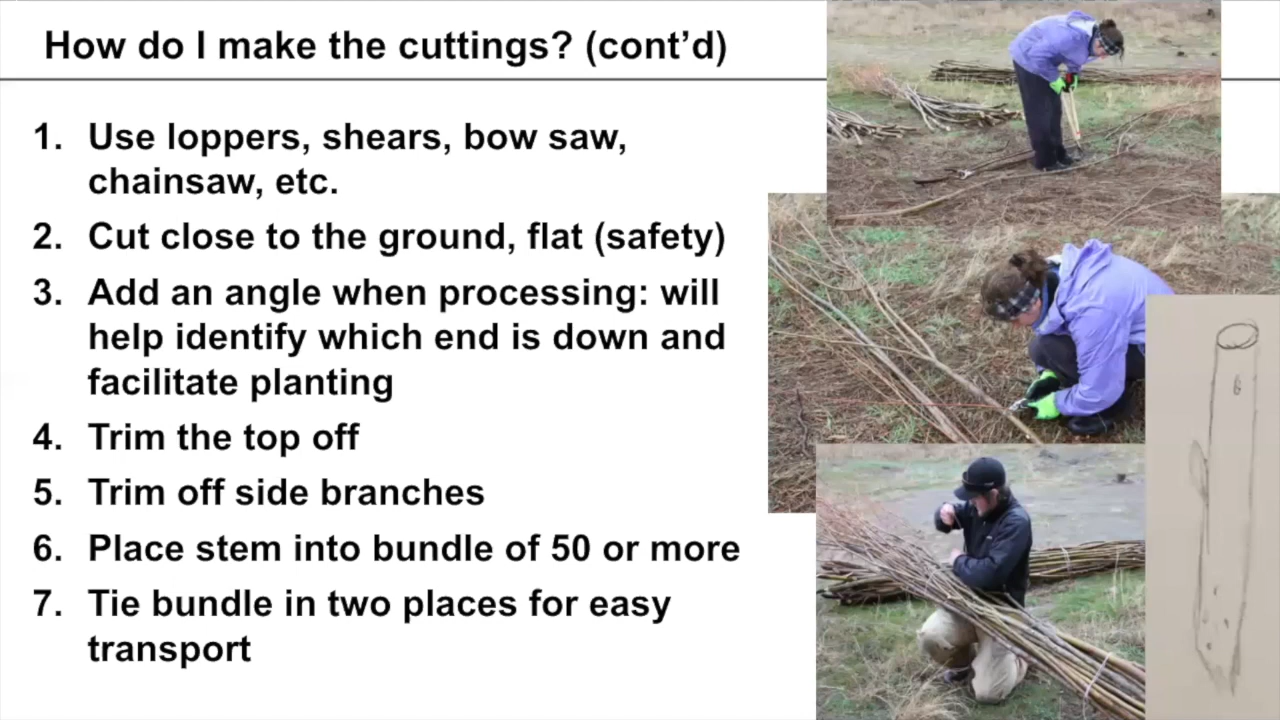 How do I make the cuttings? (cont’d)
1. Use loppers, shears, bow saw,
chainsaw, etc.
2. Cut close to the ground, flat (safety)
3. Add an angle when processing: will
help identify which end is down and
facilitate planting
4. Trim the top off
5. Trim off side branches
6. Place stem into bundle of 50 or more
7. Tie bundle in two places for easy
transport